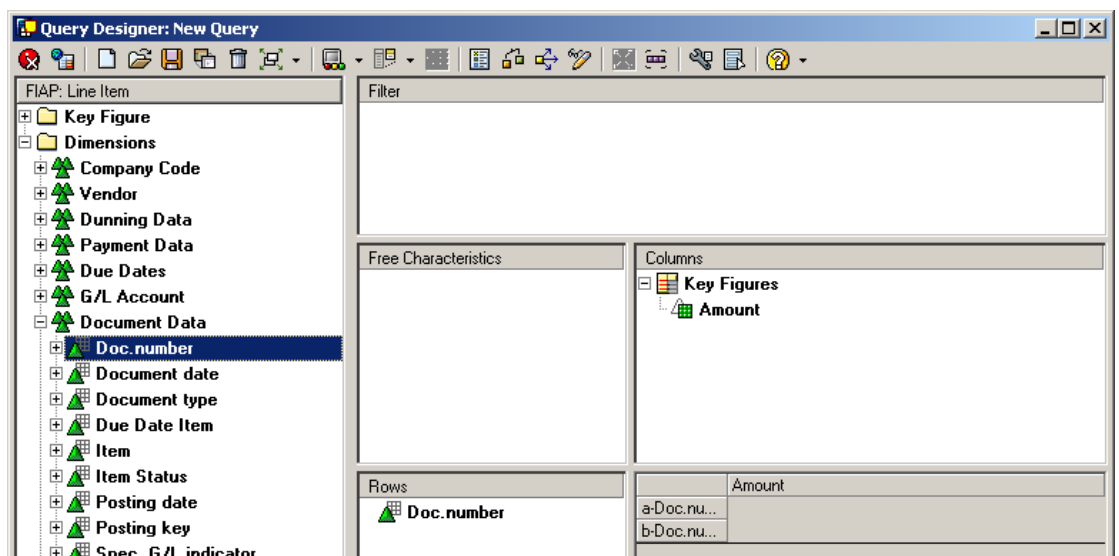 Query Designer: New Query
FIAP: Line Item
Key Figure
Dimensions
Company Code
Vendor
Dunning Data
Payment Data
Due Dates
G/L Account
Document Data
Doc.number
Document date
Document type
Due Date Item
Item
Item Status
Posting date
Posting key
Spec. G/L indicator
Filter
Free Characteristics
Columns
Key Figures
Amount
Rows
Doc.number
Amount
a-Doc.nu...
b-Doc.nu...